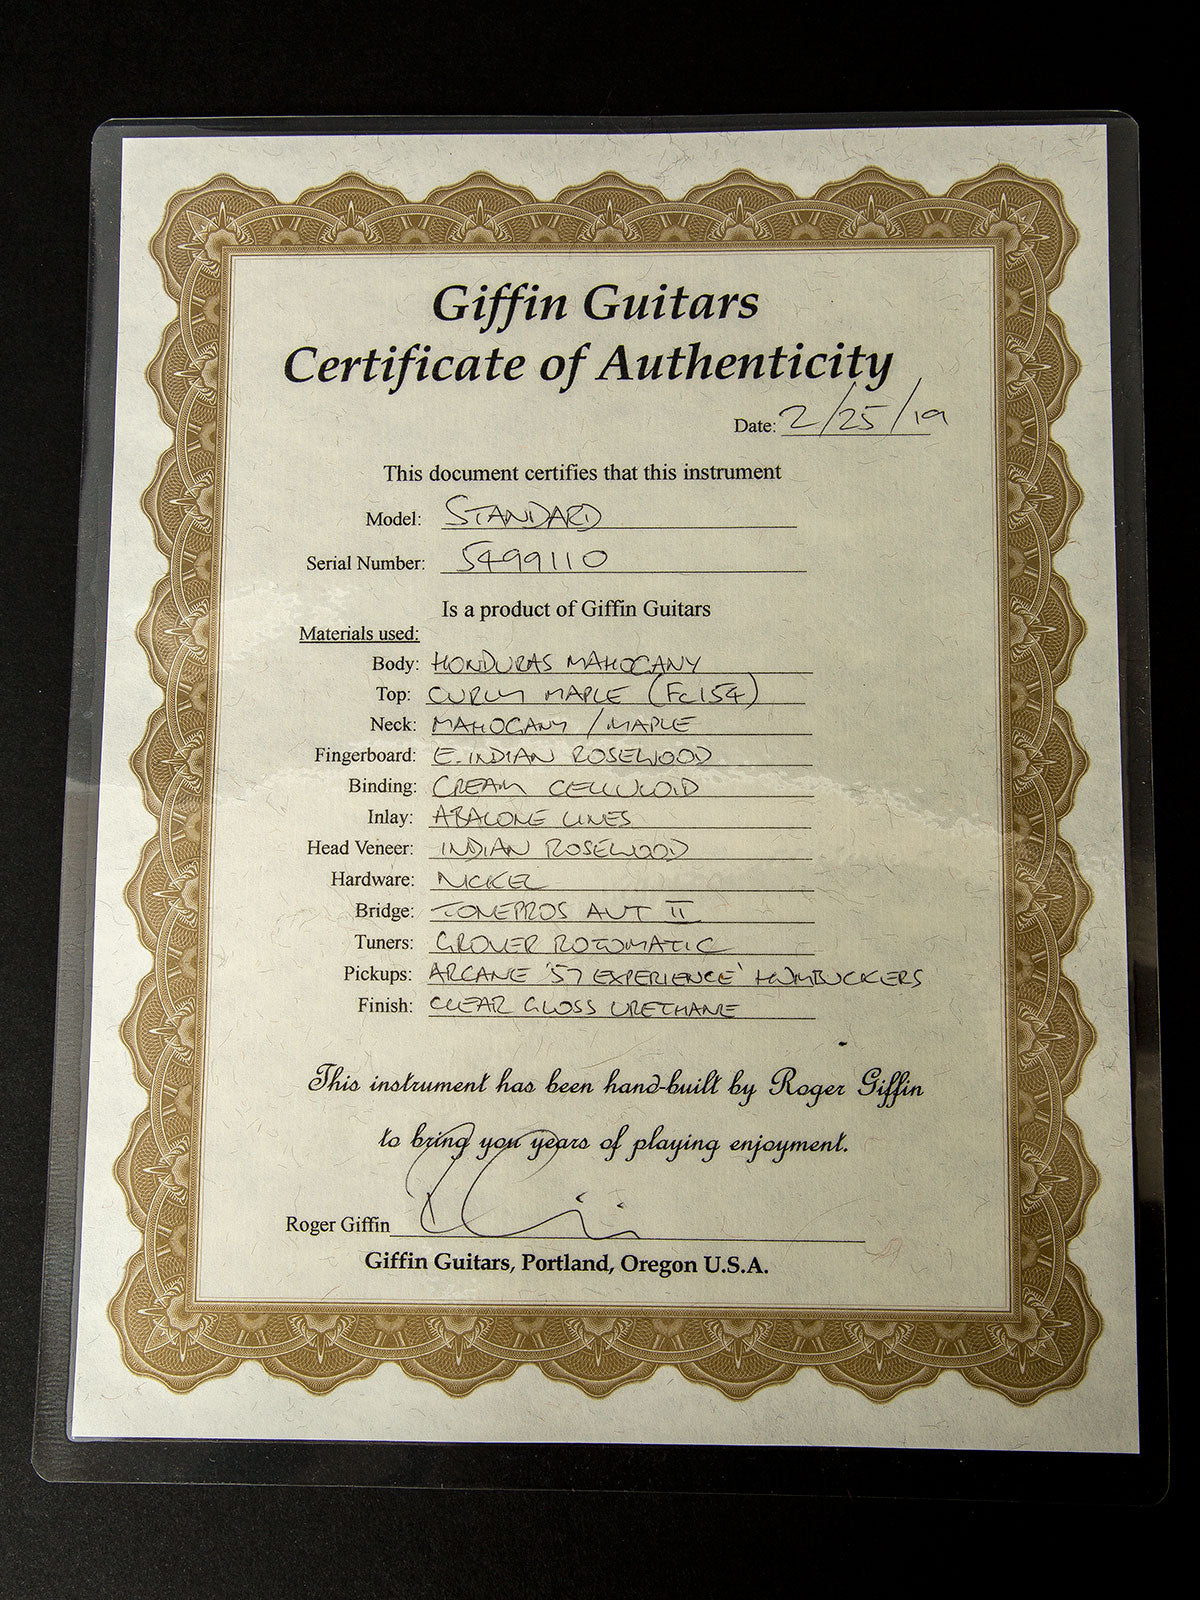 Giffin Guitars
Certificate of Authenticity
Date: 2/25/19
This document certifies that this instrument
Model: STANDARD
Serial Number: 5499110
Is a product of Giffin Guitars
Materials used:
Body: HONDURAS MAHOGANY
Top: CURLY MAPLE (FC154)
Neck: MAHOGANY / MAPLE
Fingerboard: E. INDIAN ROSEWOOD
Binding: CREAM CELLULOID
Inlay: ABALONE LINES
Head Veneer: INDIAN ROSEWOOD
Hardware: NICKEL
Bridge: TONEPROS AVT II
Tuners: GROVER ROTOMATIC
Pickups: ARCANE '57 EXPERIENCE' HUMBUCKERS
Finish: CLEAR GLOSS URETHANE
This instrument has been hand-built by Roger Giffin
to bring you years of playing enjoyment.
Roger Giffin
Giffin Guitars, Portland, Oregon U.S.A.